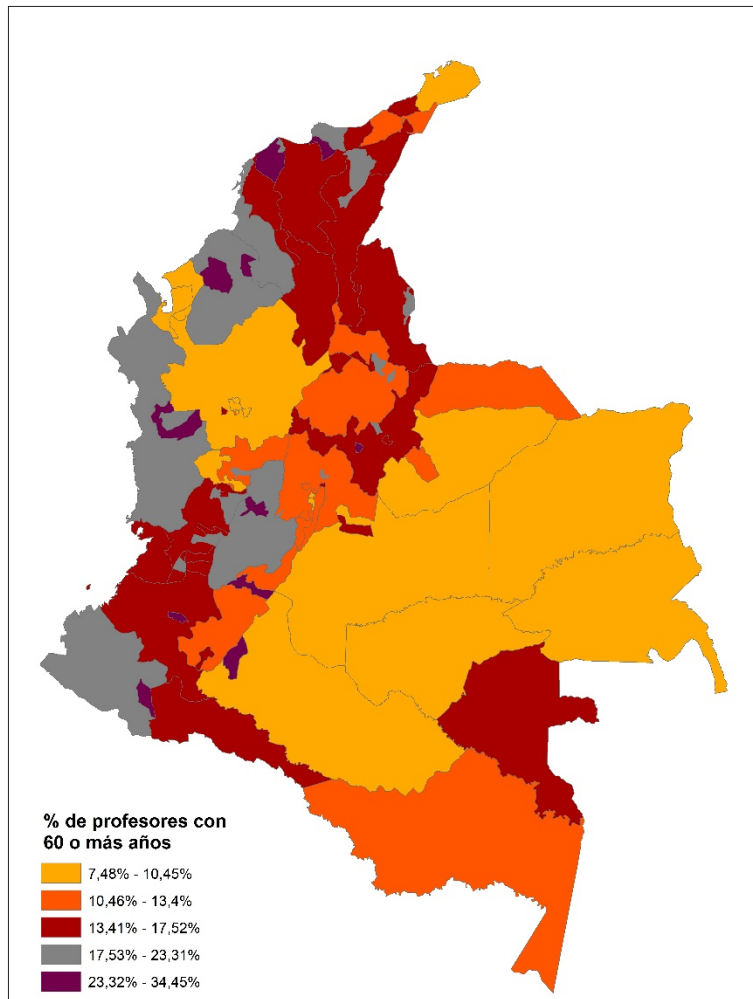 % de profesores con
60 o más años
7,48% - 10,45%
10,46% - 13,4%
13,41% - 17,52%
17,53% - 23,31%
23,32% - 34,45%